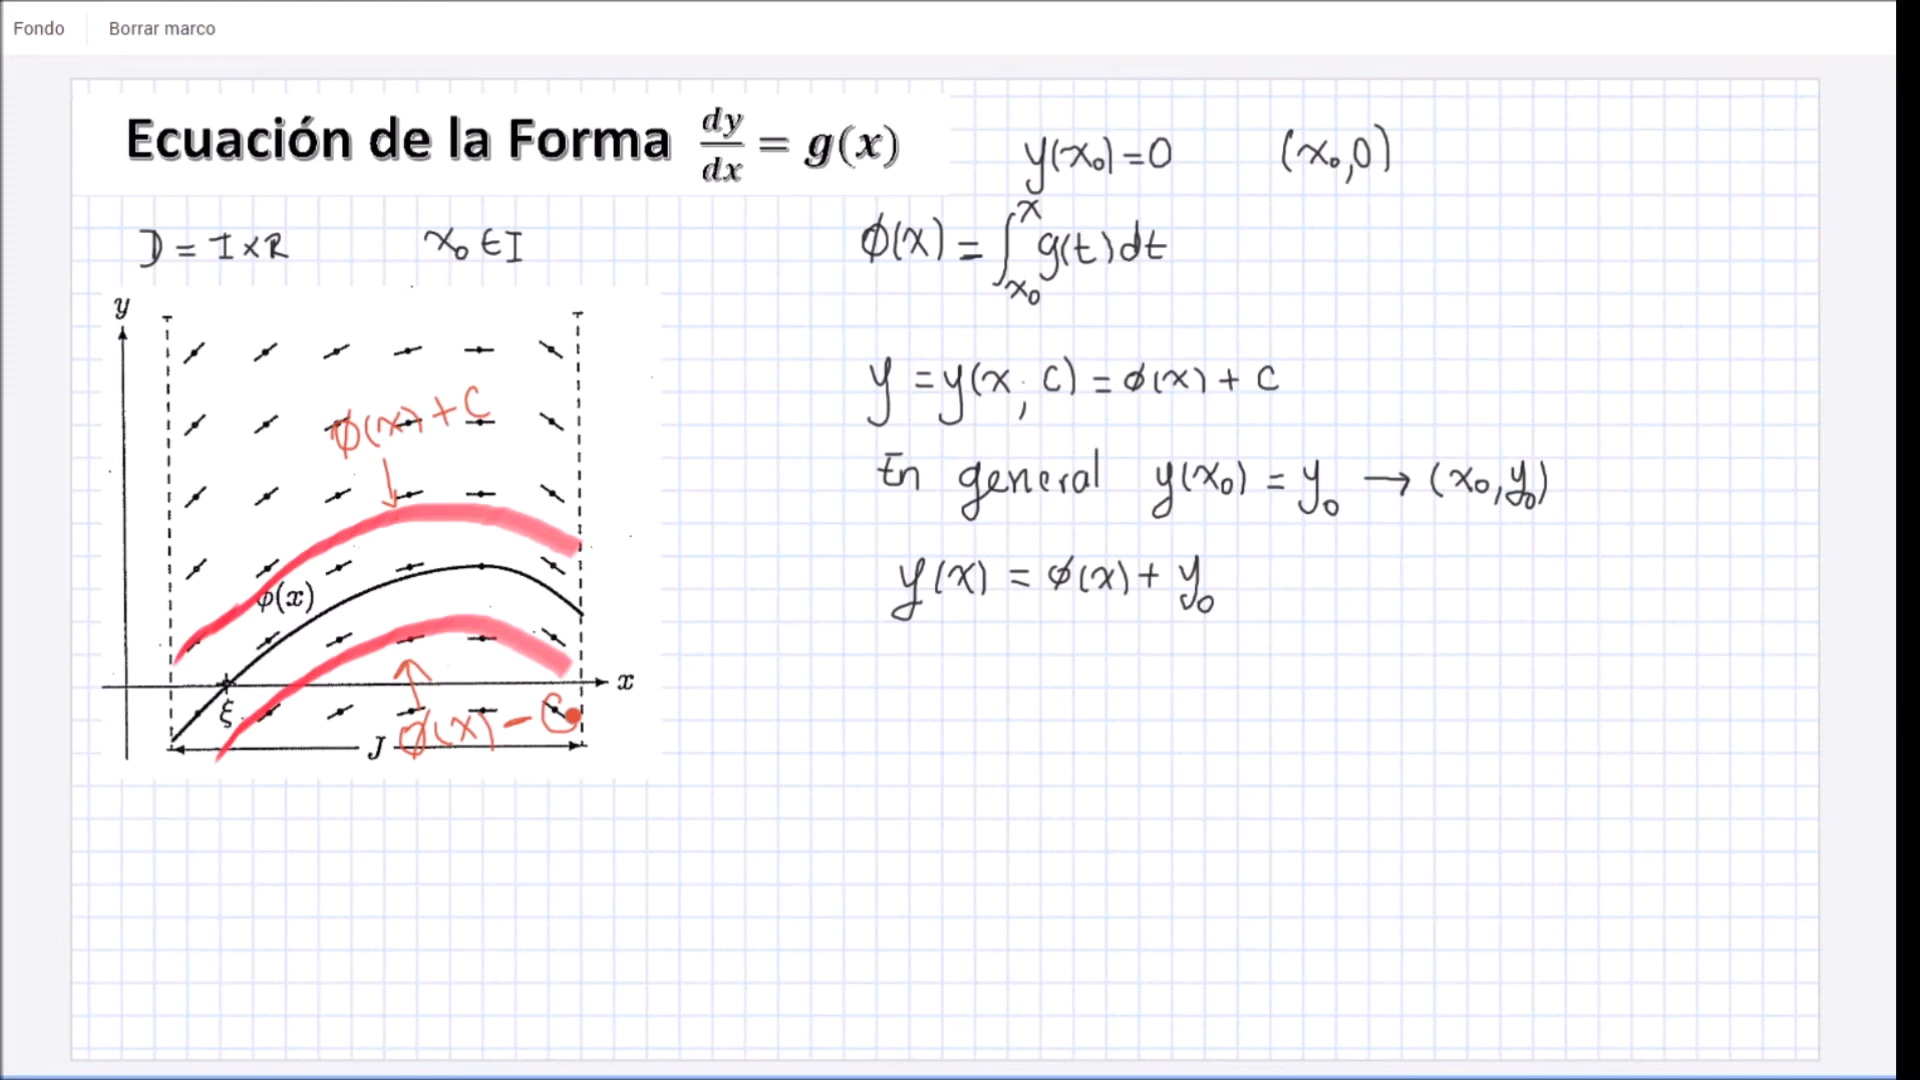 Fondo Borrar marco
Ecuación de la Forma dy/dx = g(x)
y(x₀)=0 (x₀,0)
D = I×R x₀ ∈ I
ϕ(x) = ∫ₓ₀ˣ g(t)dt
y
y = y(x; C) = ϕ(x) + C
ϕ(x)+C
En general y(x₀) = y₀ → (x₀,y₀)
y(x) = ϕ(x) + y₀
ϕ(x)
x
ξ
ϕ(x) – C
J